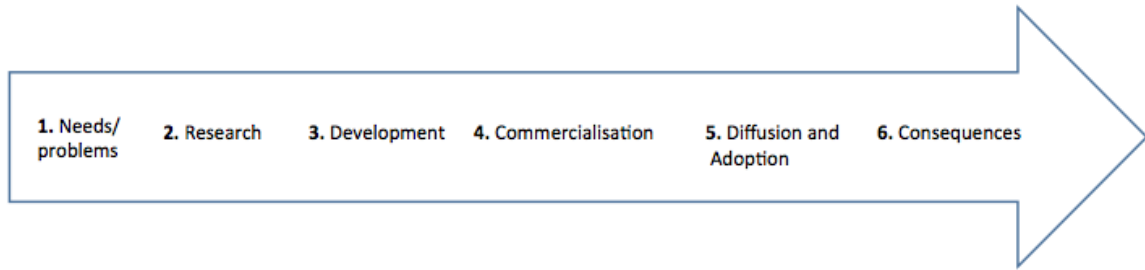 1. Needs/
problems
2. Research
3. Development
4. Commercialisation
5. Diffusion and
Adoption
6. Consequences